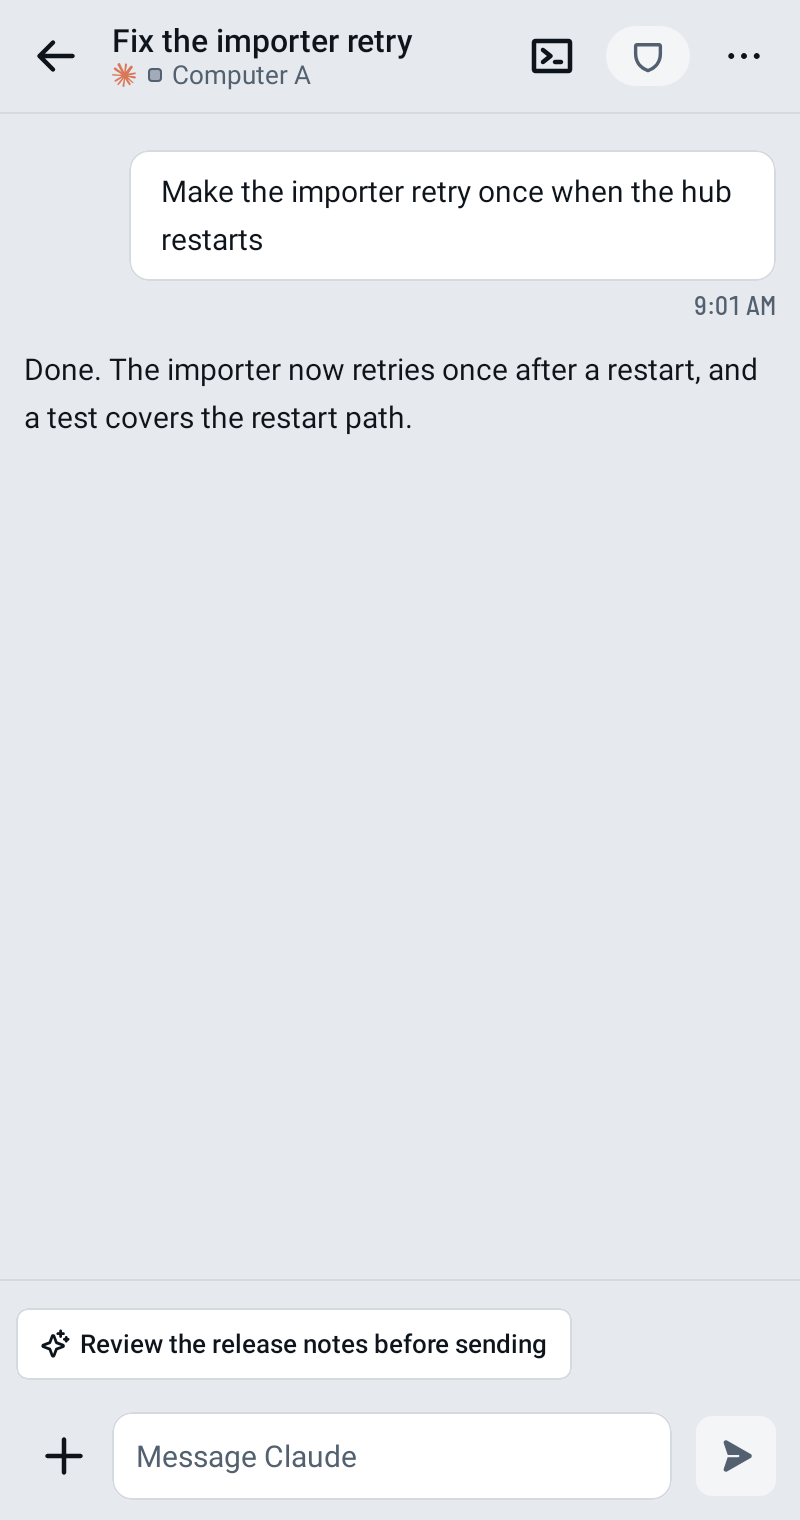 Fix the importer retry
Computer A
Make the importer retry once when the hub
restarts
9:01 AM
Done. The importer now retries once after a restart, and
a test covers the restart path.
Review the release notes before sending
Message Claude